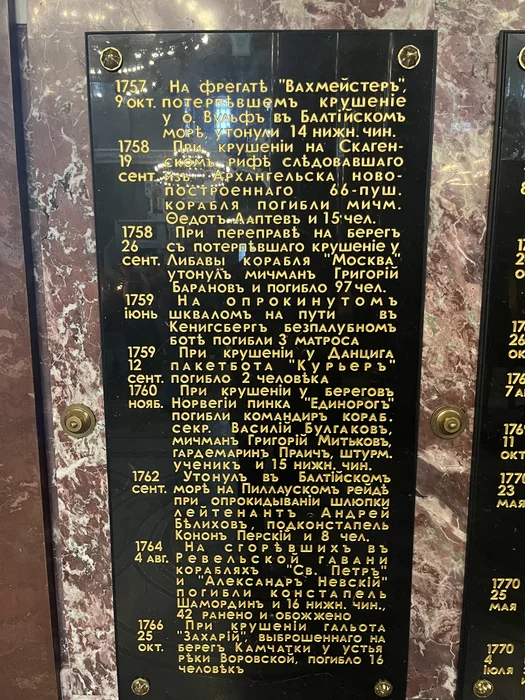 1757 На фрегатѣ "Вахмейстеръ",
9 окт. потерпѣвшемъ крушеніе
у о. Вульфъ въ Балтійскомъ
морѣ, утонули 14 нижн. чин.
1758 При крушеніи на Скаген-
19 скомъ рифѣ слѣдовавшаго
сент. изъ Архангельска ново-
построеннаго 66-пуш.
корабля погибли мичм.
Ѳедотъ Лаптевъ и 15 чел.
1758 При переправѣ на берегъ
26 съ потерпѣвшаго крушеніе у
сент. Либавы корабля "Москва"
утонулъ мичманъ Григорій
Барановъ и погибло 97 чел.
1759 На опрокинутомъ
іюнь шкваломъ на пути въ
Кенигсбергъ безпалубномъ
ботѣ погибли 3 матроса
1759 При крушеніи у Данцига
12 пакетбота "Курьеръ"
сент. погибло 2 человѣка
1760 При крушеніи у береговъ
нояб. Норвегіи пинка "Единорогъ"
погибли командиръ кораб.
секр. Василій Булгаковъ,
мичманъ Григорій Митьковъ,
гардемаринъ Праичъ, штурм.
ученикъ и 15 нижн. чин.
1762 Утонулъ въ Балтійскомъ
сент. морѣ на Пиллаускомъ рейдѣ
при опрокидываніи шлюпки
лейтенантъ Андрей
Бѣлиховъ, подконстапель
Кононъ Перскій и 8 чел.
1764 На сгорѣвшихъ въ
4 авг. Ревельской гавани
корабляхъ "Св. Петръ"
и "Александръ Невскій"
погибли констапель
Шамординъ и 16 нижн. чин.,
42 ранено и обожжено
1766 При крушеніи гальота
25 "Захарій", выброшеннаго на
окт. берегъ Камчатки у устья
рѣки Воровской, погибло 16
человѣкъ
1770
23
мая
1770
25
мая
1770
4
іюля